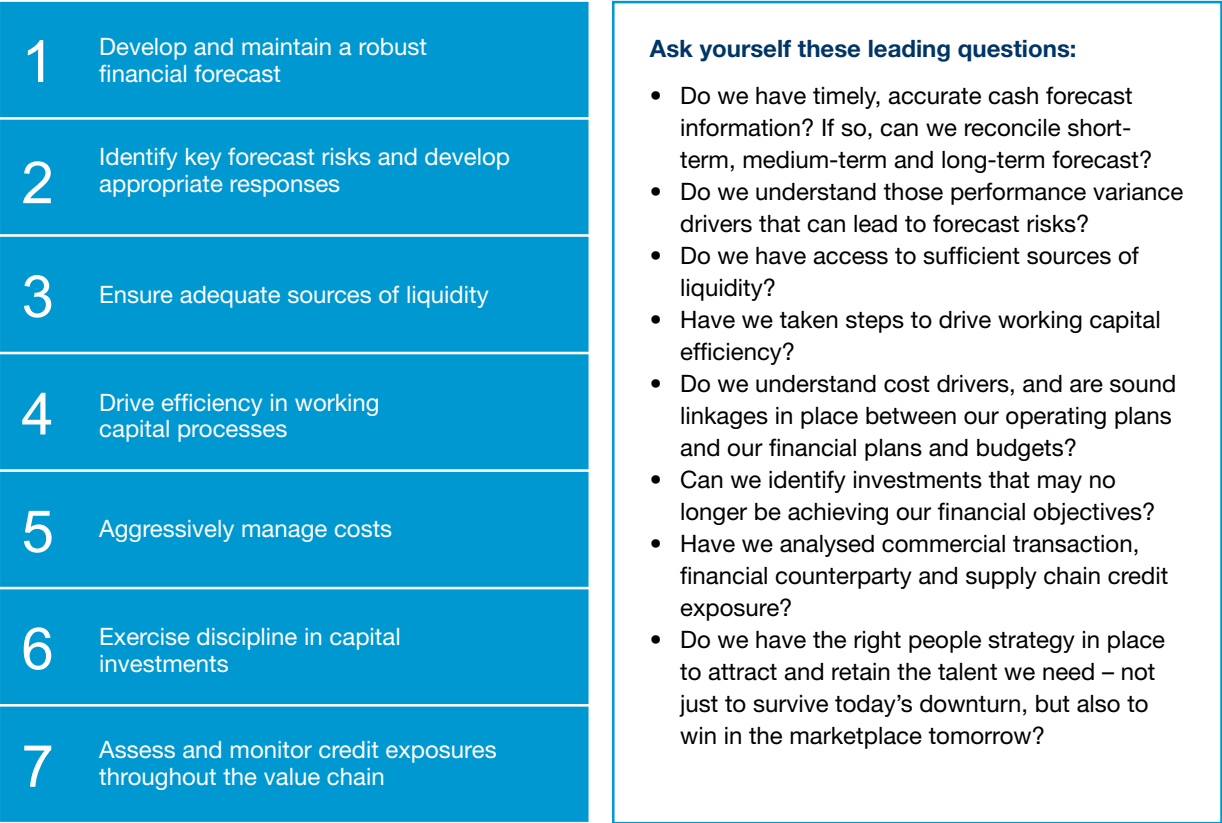 1
Develop and maintain a robust
financial forecast
2
Identify key forecast risks and develop
appropriate responses
3
Ensure adequate sources of liquidity
4
Drive efficiency in working
capital processes
5
Aggressively manage costs
6
Exercise discipline in capital
investments
7
Assess and monitor credit exposures
throughout the value chain
Ask yourself these leading questions:
• Do we have timely, accurate cash forecast
information? If so, can we reconcile short-
term, medium-term and long-term forecast?
• Do we understand those performance variance
drivers that can lead to forecast risks?
• Do we have access to sufficient sources of
liquidity?
• Have we taken steps to drive working capital
efficiency?
• Do we understand cost drivers, and are sound
linkages in place between our operating plans
and our financial plans and budgets?
• Can we identify investments that may no
longer be achieving our financial objectives?
• Have we analysed commercial transaction,
financial counterparty and supply chain credit
exposure?
• Do we have the right people strategy in place
to attract and retain the talent we need – not
just to survive today’s downturn, but also to
win in the marketplace tomorrow?